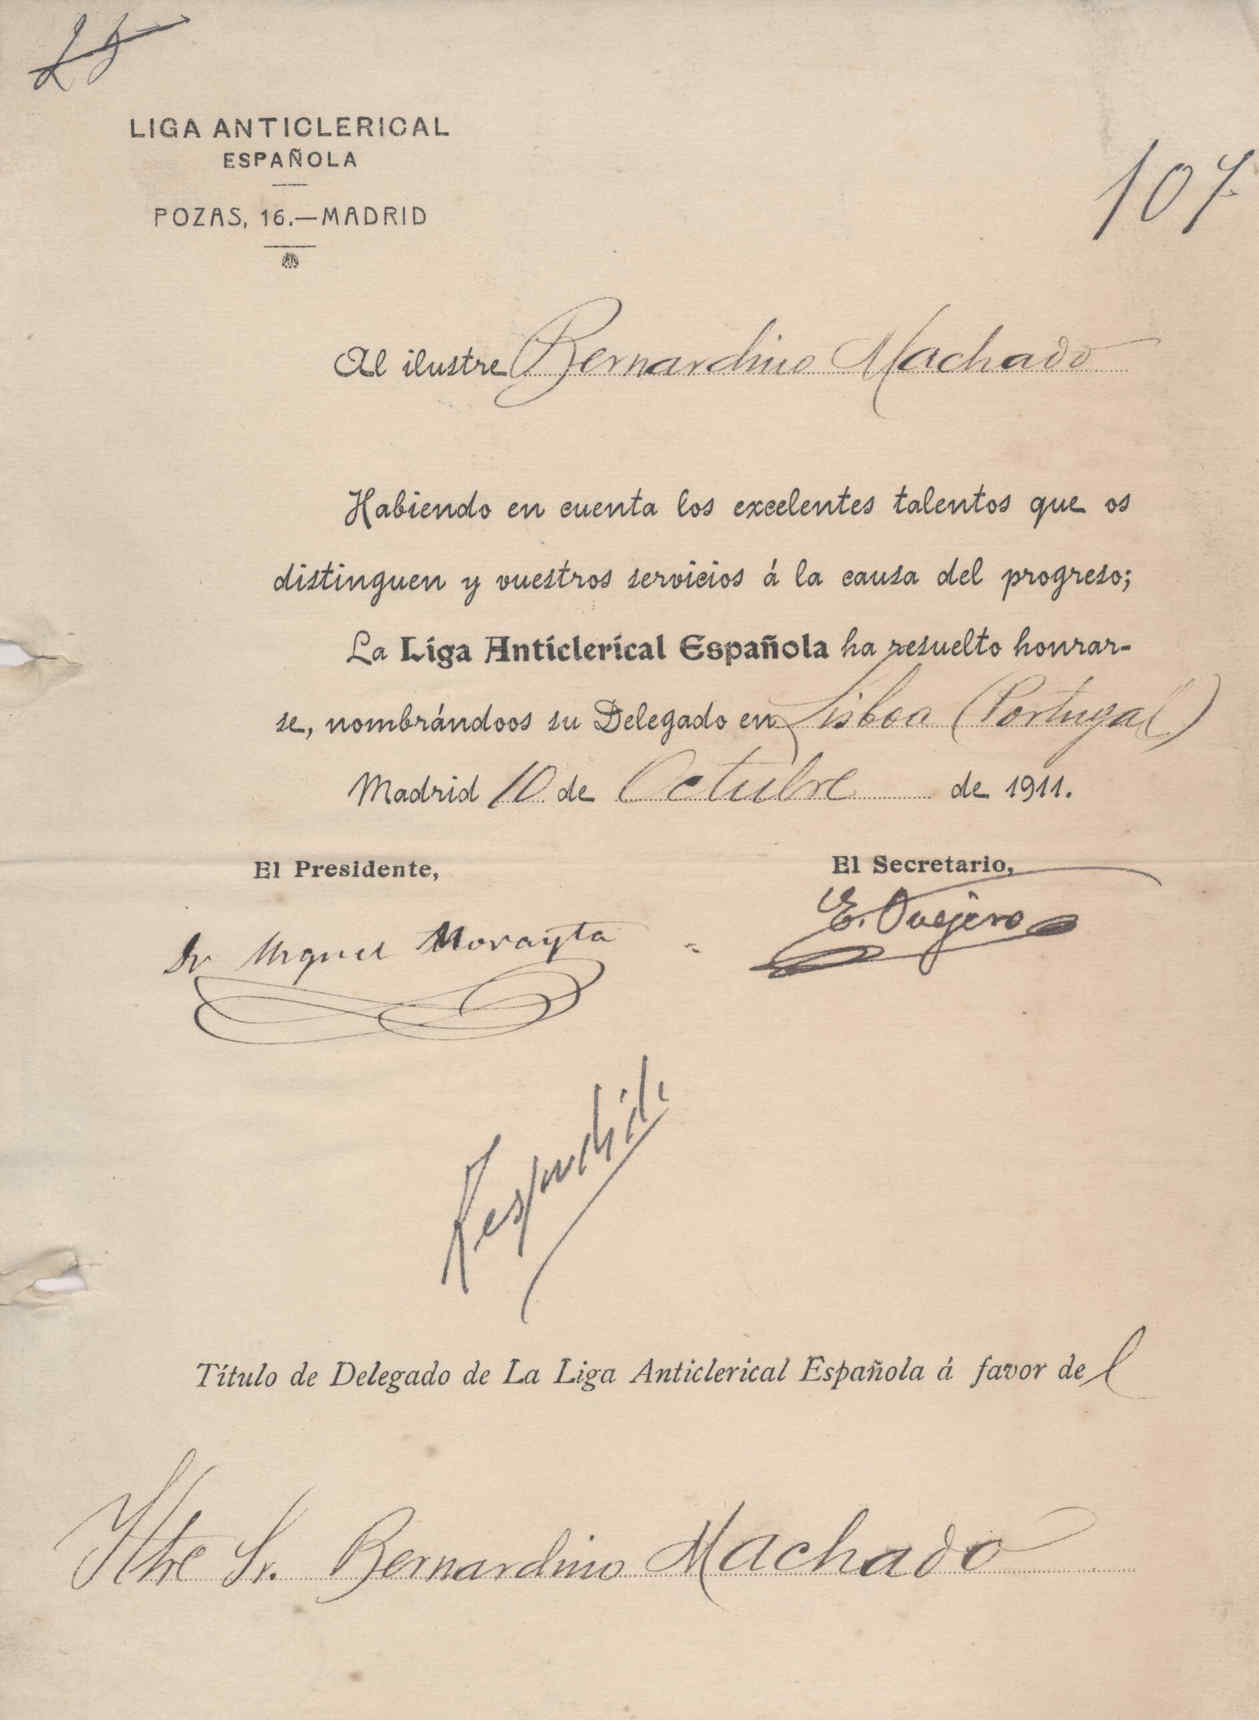 LIGA ANTICLERICAL
ESPAÑOLA
POZAS, 16.—MADRID
107
Al ilustre Bernardino Machado
Habiendo en cuenta los excelentes talentos que os
distinguen y vuestros servicios á la causa del progreso;
La Liga Anticlerical Española ha resuelto honrar-
se, nombrándoos su Delegado en Lisboa (Portugal)
Madrid 10 de Octubre de 1911.
El Presidente,
El Secretario,
Dr Miguel Morayta
E. Ovejero
Respondido
Título de Delegado de La Liga Anticlerical Española á favor del
Iltre Sr. Bernardino Machado